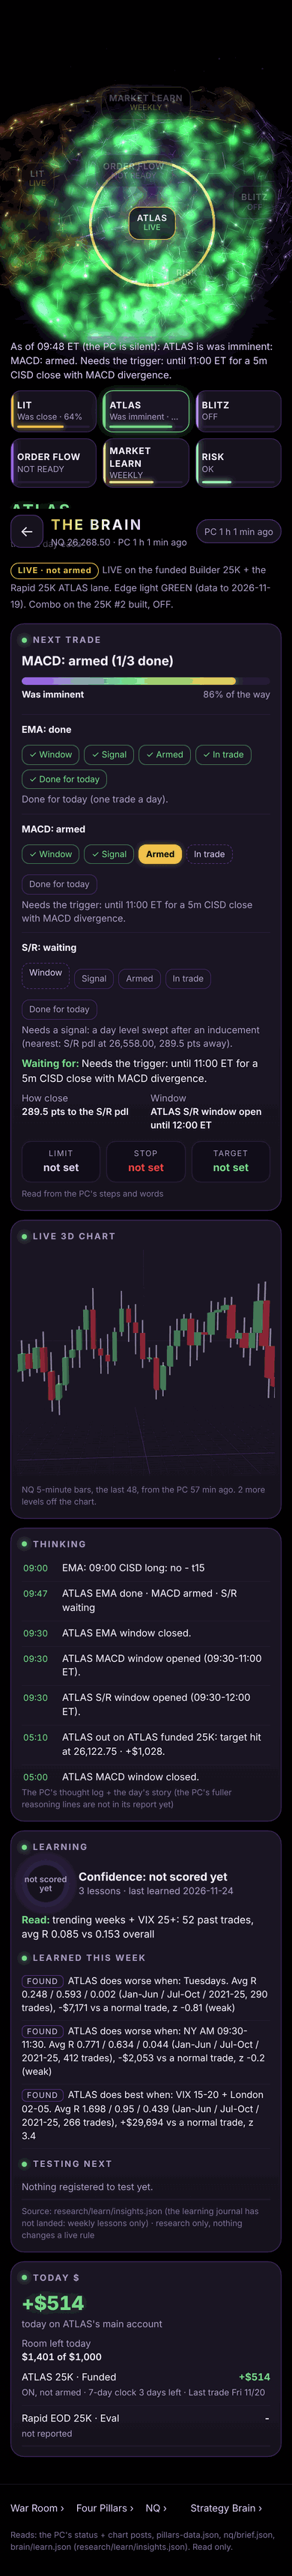 MARKET LEARN
WEEKLY
ORDER FLOW
LIT
LIVE
BLITZ
ATLAS
LIVE
As of 09:48 ET (the PC is silent): ATLAS is was imminent:
MACD: armed. Needs the trigger: until 11:00 ET for a 5m
CISD close with MACD divergence.
LIT
Was close · 64%
ATLAS
Was imminent · ...
BLITZ
OFF
ORDER FLOW
NOT READY
MARKET
LEARN
WEEKLY
RISK
OK
ATLAS
←
THE BRAIN
NQ 26,268.50 · PC 1 h 1 min ago
PC 1 h 1 min ago
LIVE · not armed LIVE on the funded Builder 25K + the
Rapid 25K ATLAS lane. Edge light GREEN (data to 2026-11-
19). Combo on the 25K #2 built, OFF.
NEXT TRADE
MACD: armed (1/3 done)
Was imminent
86% of the way
EMA: done
✓ Window
✓ Signal
✓ Armed
✓ In trade
✓ Done for today
Done for today (one trade a day).
MACD: armed
✓ Window
✓ Signal
Armed
In trade
Done for today
Needs the trigger: until 11:00 ET for a 5m CISD close
with MACD divergence.
S/R: waiting
Window
Signal
Armed
In trade
Done for today
Needs a signal: a day level swept after an inducement
(nearest: S/R pdl at 26,558.00, 289.5 pts away).
Waiting for: Needs the trigger: until 11:00 ET for a
5m CISD close with MACD divergence.
How close
289.5 pts to the S/R pdl
Window
ATLAS S/R window open
until 12:00 ET
LIMIT
not set
STOP
not set
TARGET
not set
Read from the PC's steps and words
LIVE 3D CHART
NQ 5-minute bars, the last 48, from the PC 57 min ago. 2 more
levels off the chart.
THINKING
09:00 EMA: 09:00 CISD long: no - t15
09:47 ATLAS EMA done · MACD armed · S/R
waiting
09:30 ATLAS EMA window closed.
09:30 ATLAS MACD window opened (09:30-11:00
ET).
09:30 ATLAS S/R window opened (09:30-12:00
ET).
05:10 ATLAS out on ATLAS funded 25K: target hit
at 26,122.75 · +$1,028.
05:00 ATLAS MACD window closed.
The PC's thought log + the day's story (the PC's fuller
reasoning lines are not in its report yet)
LEARNING
not scored
yet
Confidence: not scored yet
3 lessons · last learned 2026-11-24
Read: trending weeks + VIX 25+: 52 past trades,
avg R 0.085 vs 0.153 overall
LEARNED THIS WEEK
FOUND ATLAS does worse when: Tuesdays. Avg R
0.248 / 0.593 / 0.002 (Jan-Jun / Jul-Oct / 2021-25, 290
trades), -$7,171 vs a normal trade, z -0.81 (weak)
FOUND ATLAS does worse when: NY AM 09:30-
11:30. Avg R 0.771 / 0.634 / 0.044 (Jan-Jun / Jul-Oct /
2021-25, 412 trades), -$2,053 vs a normal trade, z -0.2
(weak)
FOUND ATLAS does best when: VIX 15-20 + London
02-05. Avg R 1.698 / 0.95 / 0.439 (Jan-Jun / Jul-Oct /
2021-25, 266 trades), +$29,694 vs a normal trade, z
3.4
TESTING NEXT
Nothing registered to test yet.
Source: research/learn/insights.json (the learning journal has
not landed: weekly lessons only) · research only, nothing
changes a live rule
TODAY $
+$514
today on ATLAS's main account
Room left today
$1,401 of $1,000
ATLAS 25K · Funded
+$514
ON, not armed · 7-day clock 3 days left · Last trade Fri 11/20
Rapid EOD 25K · Eval
-
not reported
War Room ›
Four Pillars ›
NQ ›
Strategy Brain ›
Reads: the PC's status + chart posts, pillars-data.json, nq/brief.json,
brain/learn.json (research/learn/insights.json). Read only.